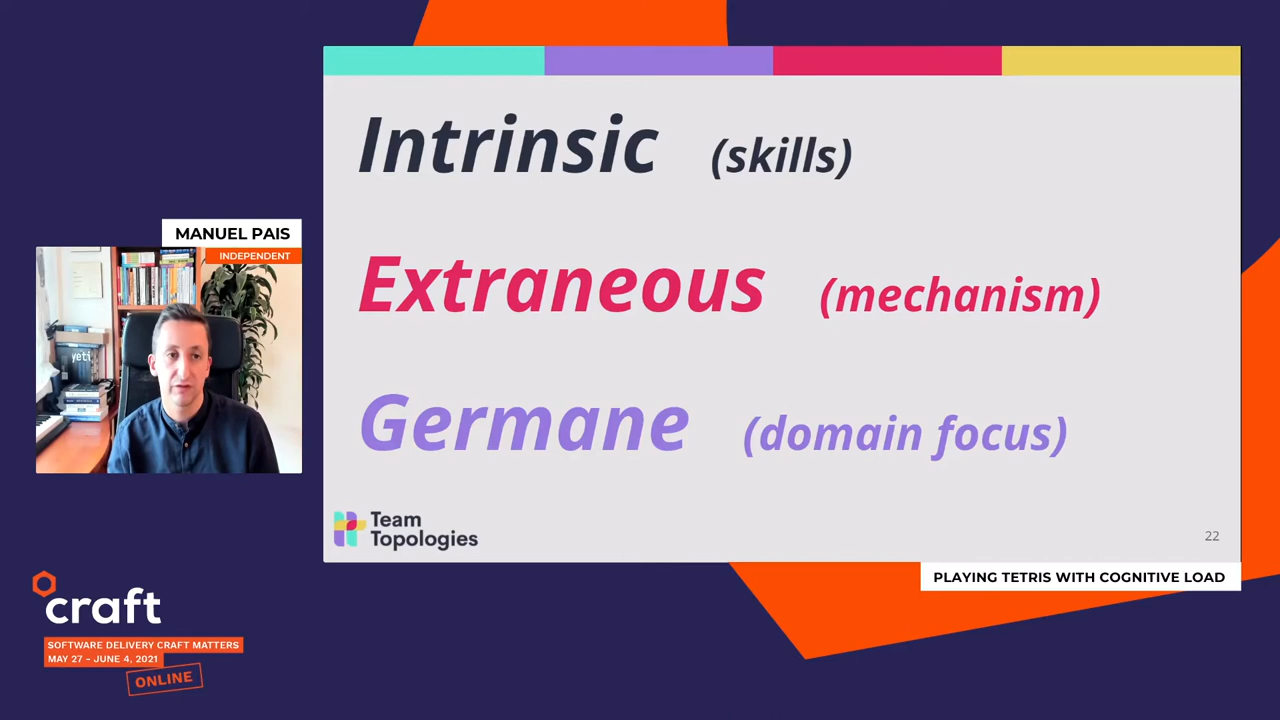 Intrinsic (skills)
Extraneous (mechanism)
Germane (domain focus)
Team
Topologies
22
MANUEL PAIS
INDEPENDENT
yeti
PLAYING TETRIS WITH COGNITIVE LOAD
craft
SOFTWARE DELIVERY CRAFT MATTERS
MAY 27 - JUNE 4, 2021
ONLINE